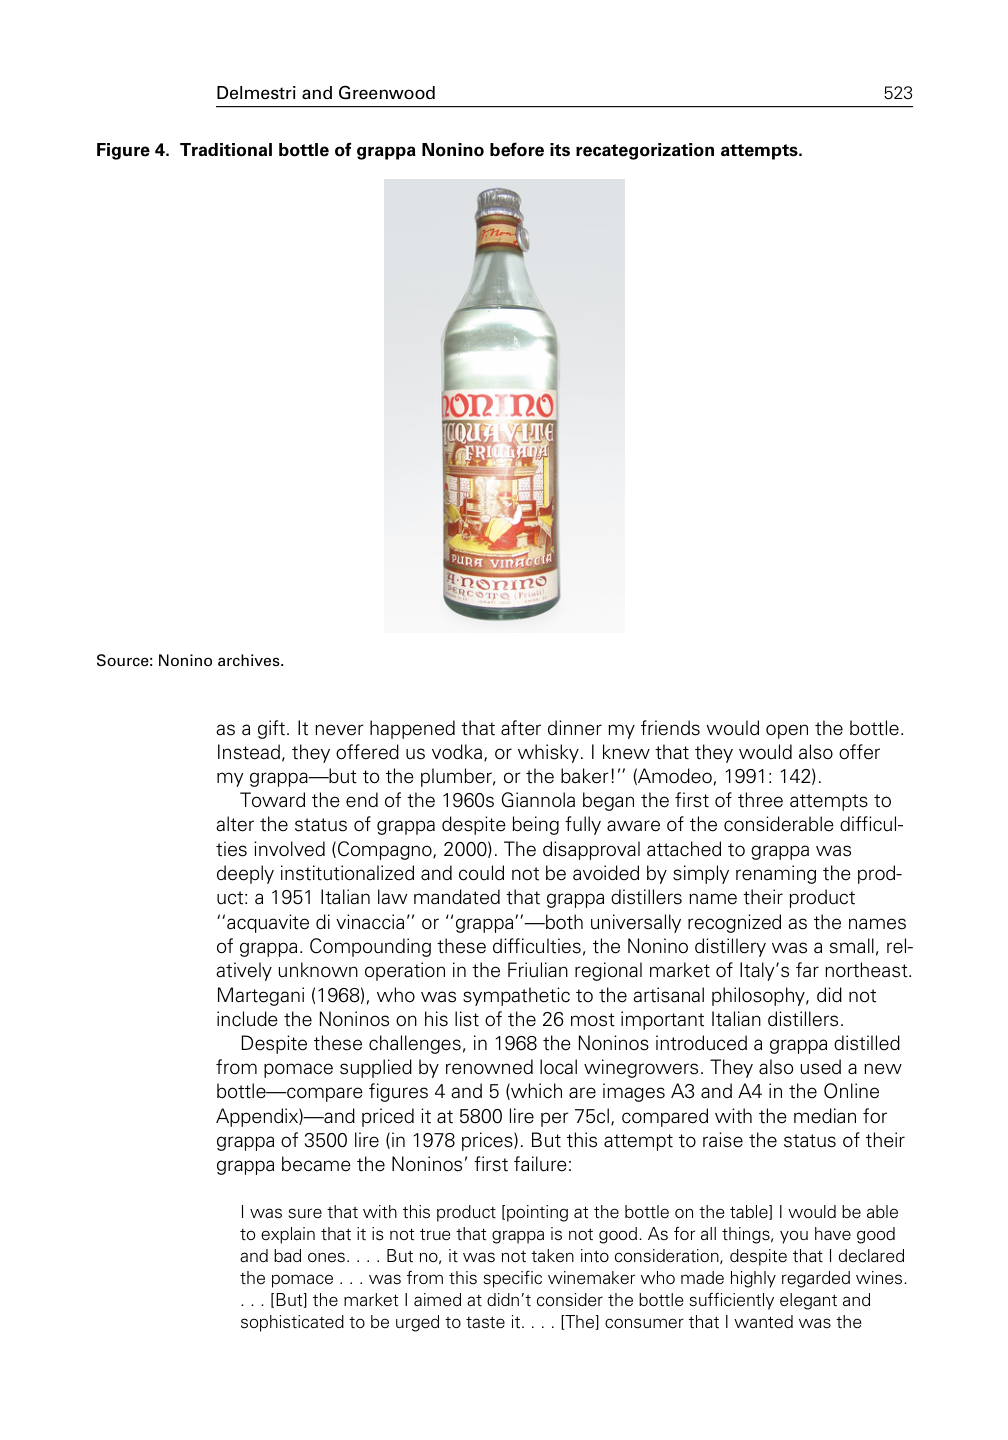 Delmestri and Greenwood 523
Figure 4. Traditional bottle of grappa Nonino before its recategorization attempts.
NONINO
ACQUAVITE
FRIULANA
PURA VINACCIA
A·NONINO
PERCOTO (Friuli)
Source: Nonino archives.
as a gift. It never happened that after dinner my friends would open the bottle.
Instead, they offered us vodka, or whisky. I knew that they would also offer
my grappa—but to the plumber, or the baker!’’ (Amodeo, 1991: 142).
Toward the end of the 1960s Giannola began the first of three attempts to
alter the status of grappa despite being fully aware of the considerable difficul-
ties involved (Compagno, 2000). The disapproval attached to grappa was
deeply institutionalized and could not be avoided by simply renaming the prod-
uct: a 1951 Italian law mandated that grappa distillers name their product
‘‘acquavite di vinaccia’’ or ‘‘grappa’’—both universally recognized as the names
of grappa. Compounding these difficulties, the Nonino distillery was a small, rel-
atively unknown operation in the Friulian regional market of Italy’s far northeast.
Martegani (1968), who was sympathetic to the artisanal philosophy, did not
include the Noninos on his list of the 26 most important Italian distillers.
Despite these challenges, in 1968 the Noninos introduced a grappa distilled
from pomace supplied by renowned local winegrowers. They also used a new
bottle—compare figures 4 and 5 (which are images A3 and A4 in the Online
Appendix)—and priced it at 5800 lire per 75cl, compared with the median for
grappa of 3500 lire (in 1978 prices). But this attempt to raise the status of their
grappa became the Noninos’ first failure:
I was sure that with this product [pointing at the bottle on the table] I would be able
to explain that it is not true that grappa is not good. As for all things, you have good
and bad ones. . . . But no, it was not taken into consideration, despite that I declared
the pomace . . . was from this specific winemaker who made highly regarded wines.
. . . [But] the market I aimed at didn’t consider the bottle sufficiently elegant and
sophisticated to be urged to taste it. . . . [The] consumer that I wanted was the